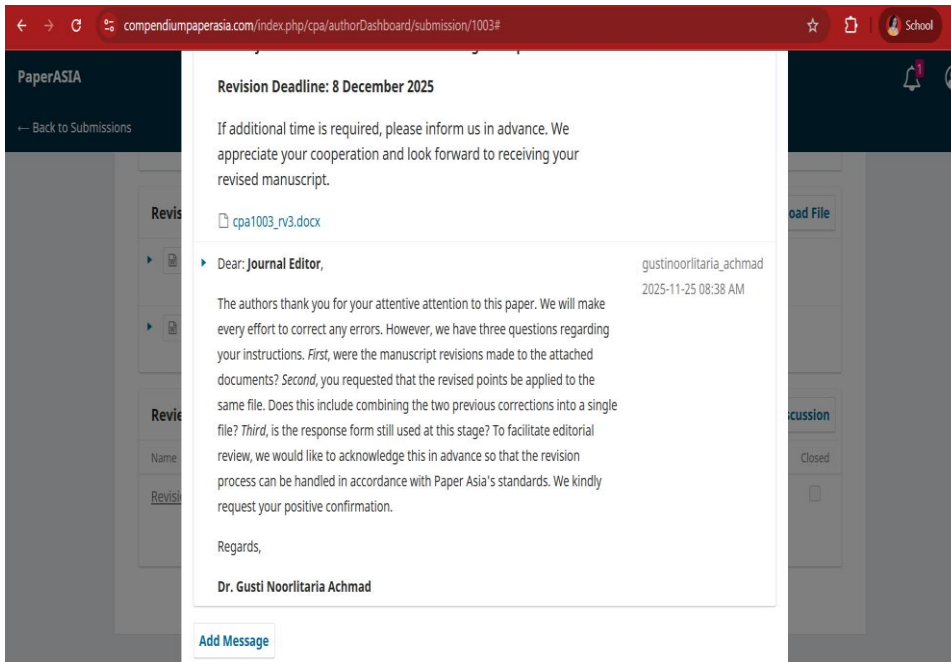 compendiumpaperasia.com/index.php/cpa/authorDashboard/submission/1003#
School
PaperASIA
1
← Back to Submissions
Revision Deadline: 8 December 2025
If additional time is required, please inform us in advance. We
appreciate your cooperation and look forward to receiving your
revised manuscript.
Revis
cpa1003_rv3.docx
oad File
Dear: Journal Editor,
gustinoorlitaria_achmad
2025-11-25 08:38 AM
The authors thank you for your attentive attention to this paper. We will make
every effort to correct any errors. However, we have three questions regarding
your instructions. First, were the manuscript revisions made to the attached
documents? Second, you requested that the revised points be applied to the
same file. Does this include combining the two previous corrections into a single
file? Third, is the response form still used at this stage? To facilitate editorial
review, we would like to acknowledge this in advance so that the revision
process can be handled in accordance with Paper Asia's standards. We kindly
request your positive confirmation.
Revie
cussion
Name
Closed
Revisi
Regards,
Dr. Gusti Noorlitaria Achmad
Add Message